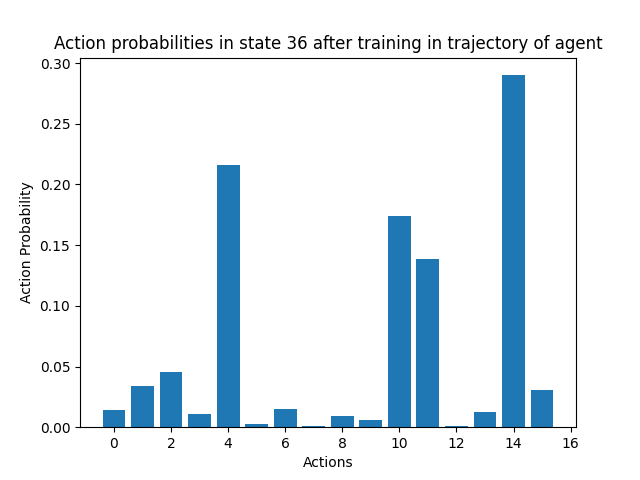 Action probabilities in state 36 after training in trajectory of agent
0.30
0.25
0.20
0.15
0.10
0.05
0.00
Action Probability
0 2 4 6 8 10 12 14 16
Actions